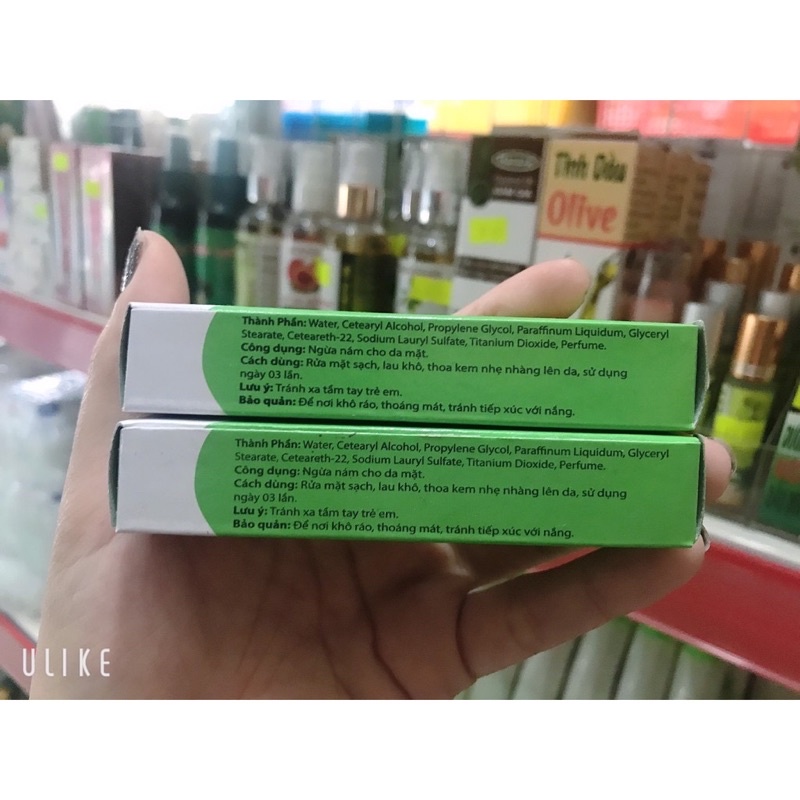 Tinh Dầu
Olive
Thành Phần: Water, Cetearyl Alcohol, Propylene Glycol, Paraffinum Liquidum, Glyceryl
Stearate, Ceteareth-22, Sodium Lauryl Sulfate, Titanium Dioxide, Perfume.
Công dụng: Ngừa nám cho da mặt.
Cách dùng: Rửa mặt sạch, lau khô, thoa kem nhẹ nhàng lên da, sử dụng
ngày 03 lần.
Lưu ý: Tránh xa tầm tay trẻ em.
Bảo quản: Để nơi khô ráo, thoáng mát, tránh tiếp xúc với nắng.
Thành Phần: Water, Cetearyl Alcohol, Propylene Glycol, Paraffinum Liquidum, Glyceryl
Stearate, Ceteareth-22, Sodium Lauryl Sulfate, Titanium Dioxide, Perfume.
Công dụng: Ngừa nám cho da mặt.
Cách dùng: Rửa mặt sạch, lau khô, thoa kem nhẹ nhàng lên da, sử dụng
ngày 03 lần.
Lưu ý: Tránh xa tầm tay trẻ em.
Bảo quản: Để nơi khô ráo, thoáng mát, tránh tiếp xúc với nắng.
ULIKE